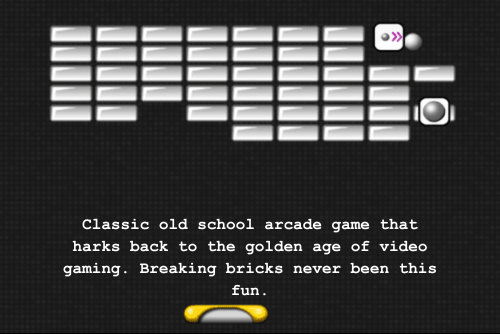 Classic old school arcade game that
harks back to the golden age of video
gaming. Breaking bricks never been this
fun.